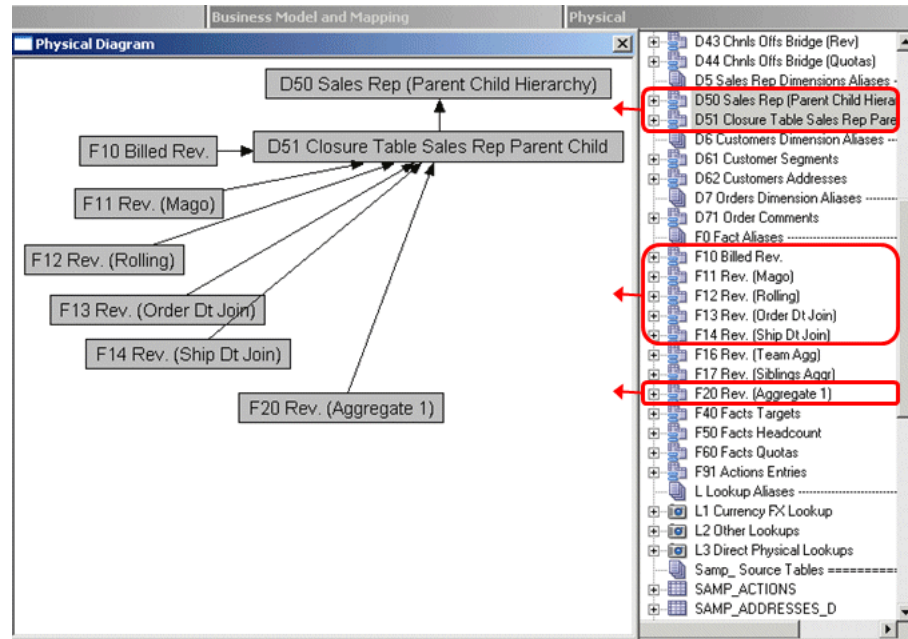 Business Model and Mapping
Physical
Physical Diagram
D50 Sales Rep (Parent Child Hierarchy)
D51 Closure Table Sales Rep Parent Child
F10 Billed Rev.
F11 Rev. (Mago)
F12 Rev. (Rolling)
F13 Rev. (Order Dt Join)
F14 Rev. (Ship Dt Join)
F20 Rev. (Aggregate 1)
D43 Chnls Offs Bridge (Rev)
D44 Chnls Offs Bridge (Quotas)
D5 Sales Rep Dimensions Aliases -
D50 Sales Rep (Parent Child Hiera
D51 Closure Table Sales Rep Pare
D6 Customers Dimension Aliases --
D61 Customer Segments
D62 Customers Addresses
D7 Orders Dimension Aliases -------
D71 Order Comments
F0 Fact Aliases --------------------
F10 Billed Rev.
F11 Rev. (Mago)
F12 Rev. (Rolling)
F13 Rev. (Order Dt Join)
F14 Rev. (Ship Dt Join)
F16 Rev. (Team Agg)
F17 Rev. (Siblings Aggr)
F20 Rev. (Aggregate 1)
F40 Facts Targets
F50 Facts Headcount
F60 Facts Quotas
F91 Actions Entries
L Lookup Aliases ------------------
L1 Currency FX Lookup
L2 Other Lookups
L3 Direct Physical Lookups
Samp_ Source Tables ==========
SAMP_ACTIONS
SAMP_ADDRESSES_D